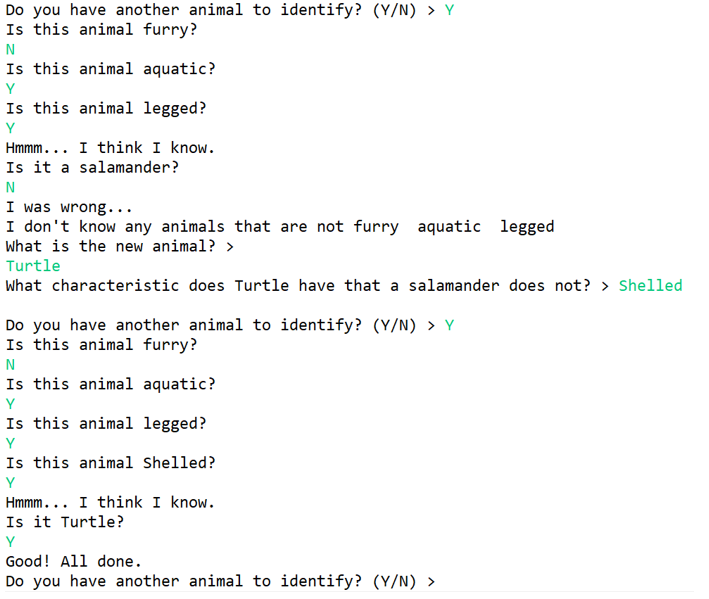 Do you have another animal to identify? (Y/N) > Y
Is this animal furry?
N
Is this animal aquatic?
Y
Is this animal legged?
Y
Hmmm... I think I know.
Is it a salamander?
N
I was wrong...
I don't know any animals that are not furry  aquatic  legged
What is the new animal? >
Turtle
What characteristic does Turtle have that a salamander does not? > Shelled

Do you have another animal to identify? (Y/N) > Y
Is this animal furry?
N
Is this animal aquatic?
Y
Is this animal legged?
Y
Is this animal Shelled?
Y
Hmmm... I think I know.
Is it Turtle?
Y
Good! All done.
Do you have another animal to identify? (Y/N) >